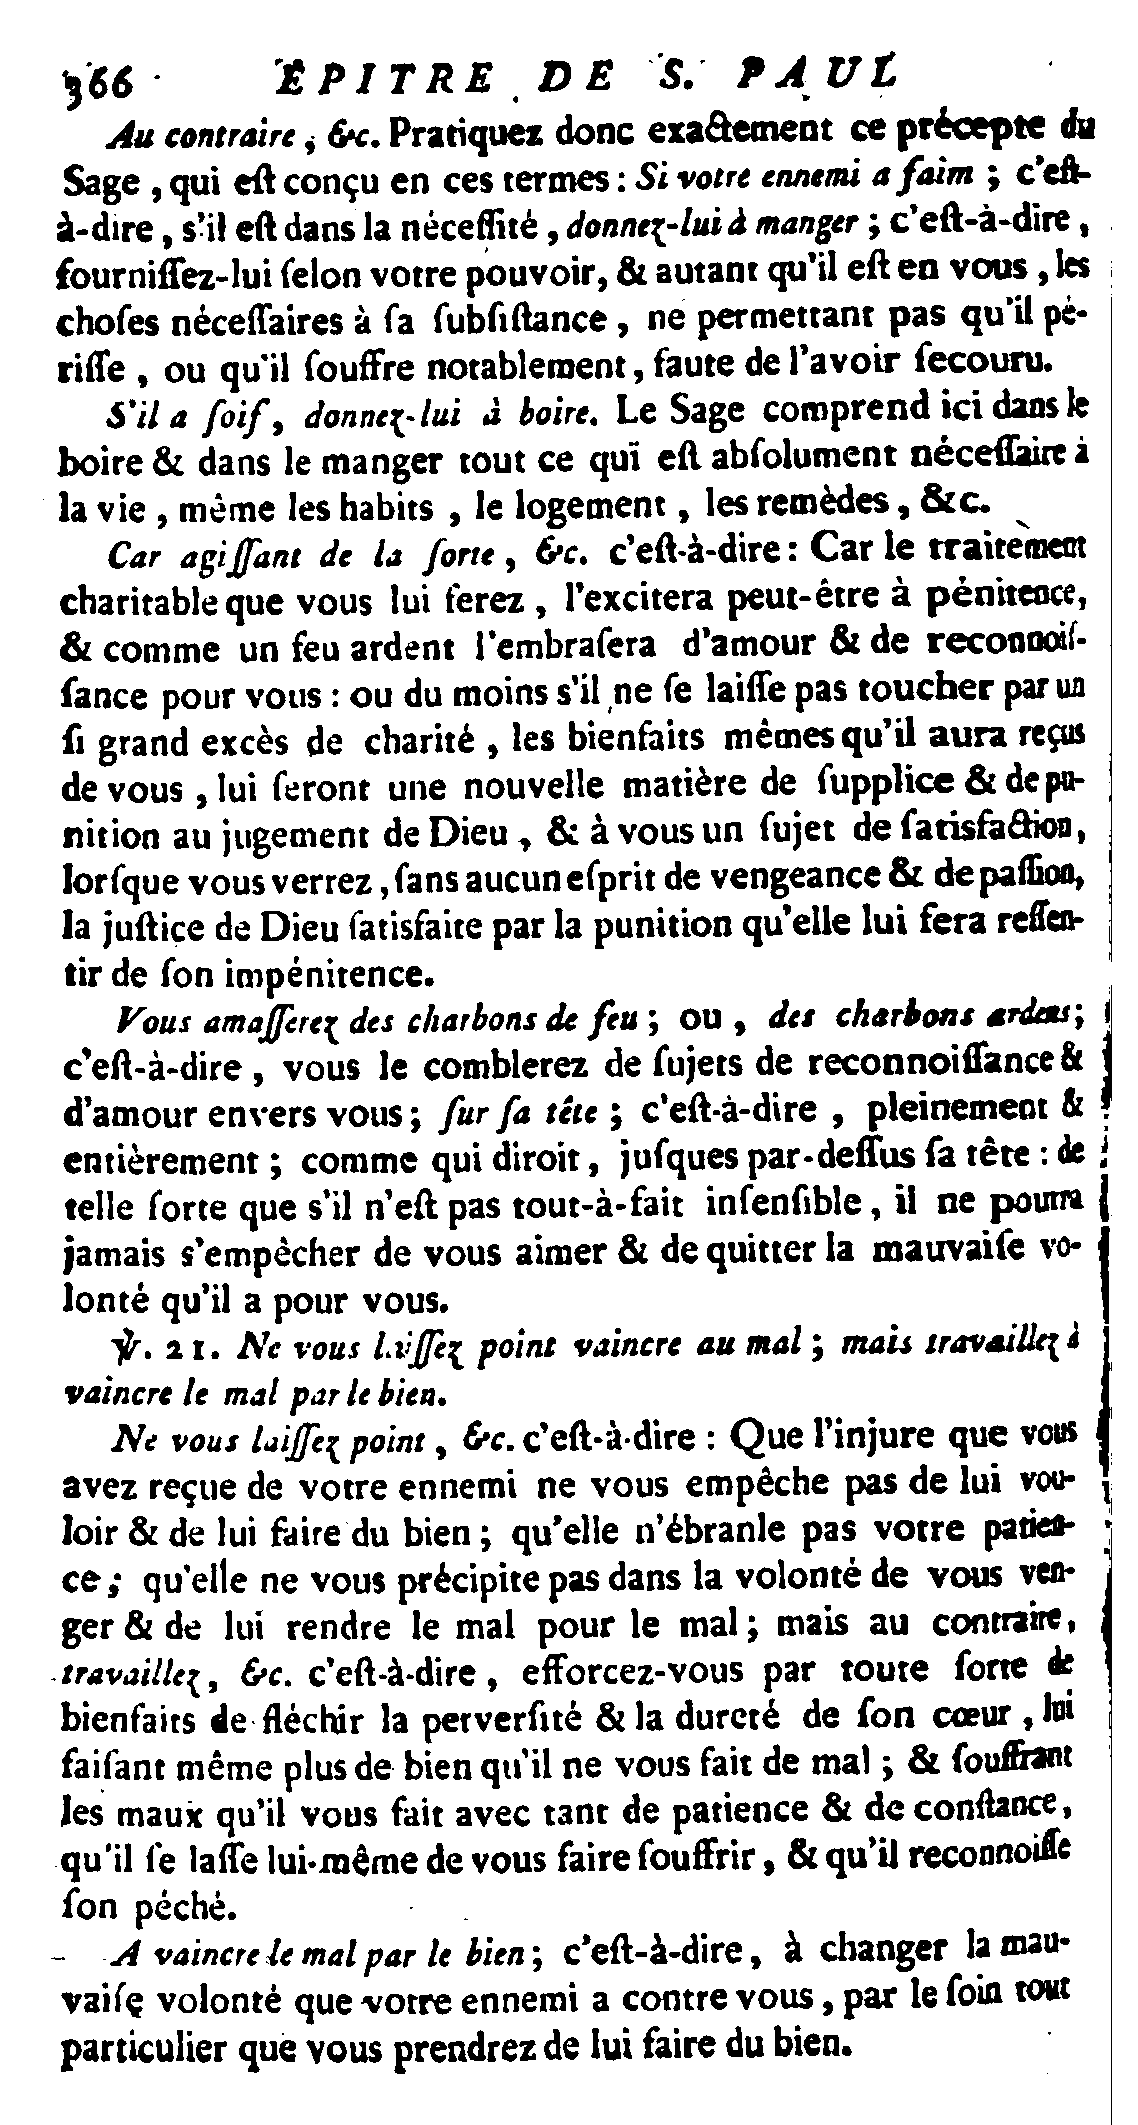 366 ÉPITRE DE S. PAUL
Au contraire, &c. Pratiquez donc exactement ce précepte du
Sage, qui eſt conçu en ces termes : Si votre ennemi a faim ; c'eſt-
à-dire, s'il eſt dans la néceſſité, donnez-lui à manger ; c'eſt-à-dire,
fourniſſez-lui ſelon votre pouvoir, & autant qu'il eſt en vous, les
choſes néceſſaires à ſa ſubſiſtance, ne permettant pas qu'il pé-
riſſe, ou qu'il ſouffre notablement, faute de l'avoir ſecouru.
S'il a ſoif, donnez-lui à boire. Le Sage comprend ici dans le
boire & dans le manger tout ce qui eſt abſolument néceſſaire à
la vie, même les habits, le logement, les remèdes, &c.
Car agiſſant de la ſorte, &c. c'eſt-à-dire : Car le traitement
charitable que vous lui ferez, l'excitera peut-être à pénitence,
& comme un feu ardent l'embraſera d'amour & de reconnoiſ-
ſance pour vous : ou du moins s'il ne ſe laiſſe pas toucher par un
ſi grand excès de charité, les bienfaits mêmes qu'il aura reçus
de vous, lui ſeront une nouvelle matière de ſupplice & de pu-
nition au jugement de Dieu, & à vous un ſujet de ſatisfaction,
lorſque vous verrez, ſans aucun eſprit de vengeance & de paſſion,
la juſtice de Dieu ſatisfaite par la punition qu'elle lui fera reſſen-
tir de ſon impénitence.
Vous amaſſerez des charbons de feu ; ou, des charbons ardens ;
c'eſt-à-dire, vous le comblerez de ſujets de reconnoiſſance &
d'amour envers vous ; ſur ſa tête ; c'eſt-à-dire, pleinement &
entièrement ; comme qui diroit, juſques par-deſſus ſa tête : de
telle ſorte que s'il n'eſt pas tout-à-fait inſenſible, il ne pourra
jamais s'empêcher de vous aimer & de quitter la mauvaiſe vo-
lonté qu'il a pour vous.
℣. 21. Ne vous laiſſez point vaincre au mal ; mais travaillez à
vaincre le mal par le bien.
Ne vous laiſſez point, &c. c'eſt-à-dire : Que l'injure que vous
avez reçue de votre ennemi ne vous empêche pas de lui vou-
loir & de lui faire du bien ; qu'elle n'ébranle pas votre patien-
ce ; qu'elle ne vous précipite pas dans la volonté de vous ven-
ger & de lui rendre le mal pour le mal ; mais au contraire,
travaillez, &c. c'eſt-à-dire, efforcez-vous par toute ſorte de
bienfaits de fléchir la perverſité & la dureté de ſon cœur, lui
faiſant même plus de bien qu'il ne vous fait de mal ; & ſouffrant
les maux qu'il vous fait avec tant de patience & de conſtance,
qu'il ſe laſſe lui-même de vous faire ſouffrir, & qu'il reconnoiſſe
ſon péché.
A vaincre le mal par le bien ; c'eſt-à-dire, à changer la mau-
vaiſe volonté que votre ennemi a contre vous, par le ſoin tout
particulier que vous prendrez de lui faire du bien.